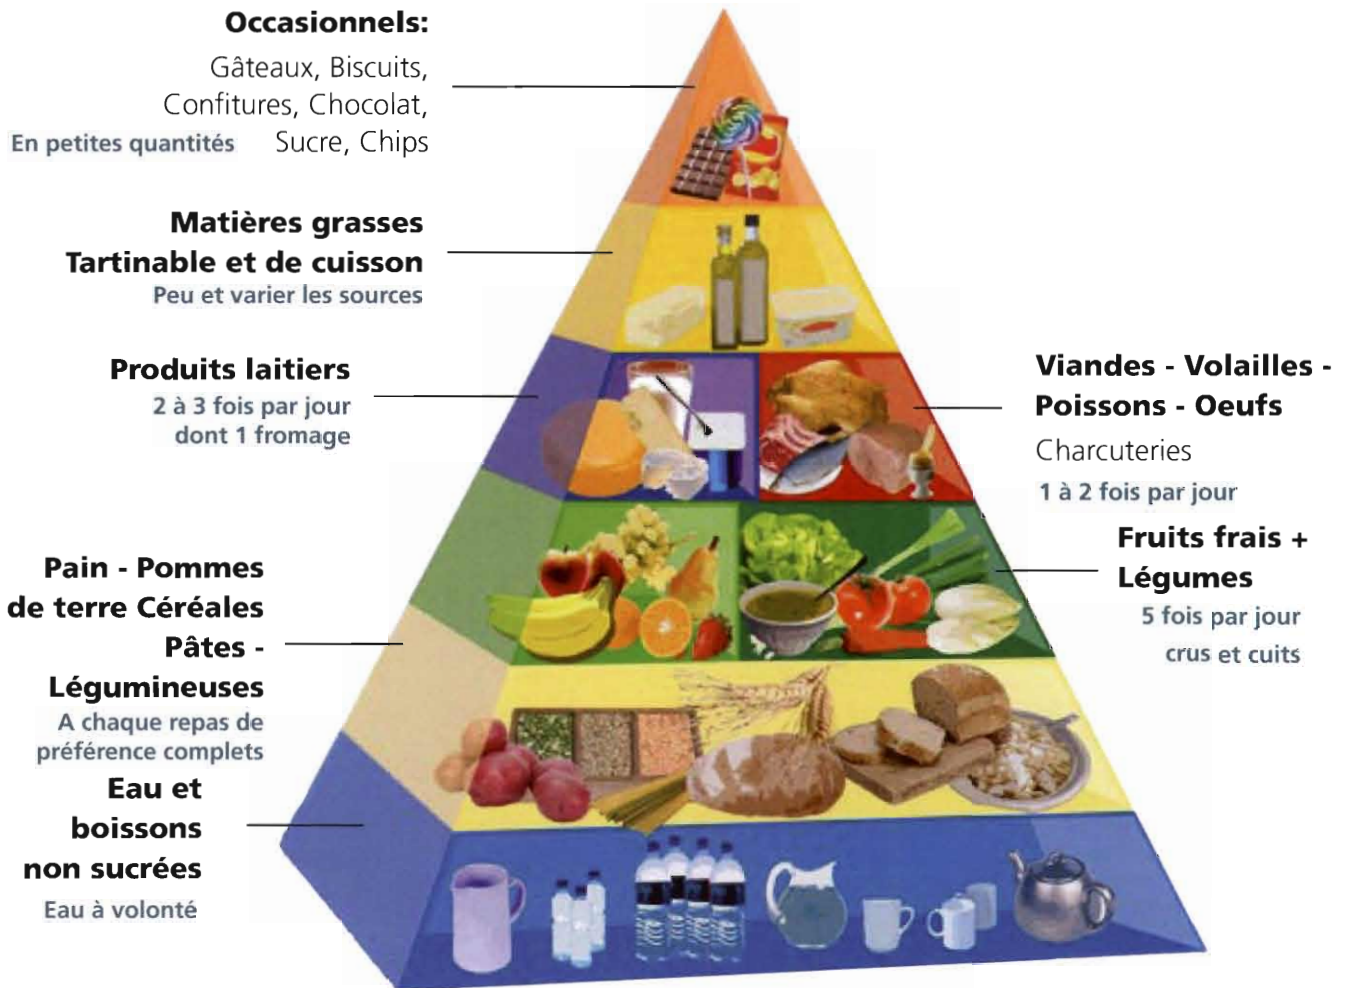 Occasionnels:
Gâteaux, Biscuits,
Confitures, Chocolat,
En petites quantités Sucre, Chips
Matières grasses
Tartinable et de cuisson
Peu et varier les sources
Produits laitiers
2 à 3 fois par jour
dont 1 fromage
Viandes - Volailles -
Poissons - Oeufs
Charcuteries
1 à 2 fois par jour
Fruits frais +
Légumes
5 fois par jour
crus et cuits
Pain - Pommes
de terre Céréales
Pâtes -
Légumineuses
A chaque repas de
préférence complets
Eau et
boissons
non sucrées
Eau à volonté